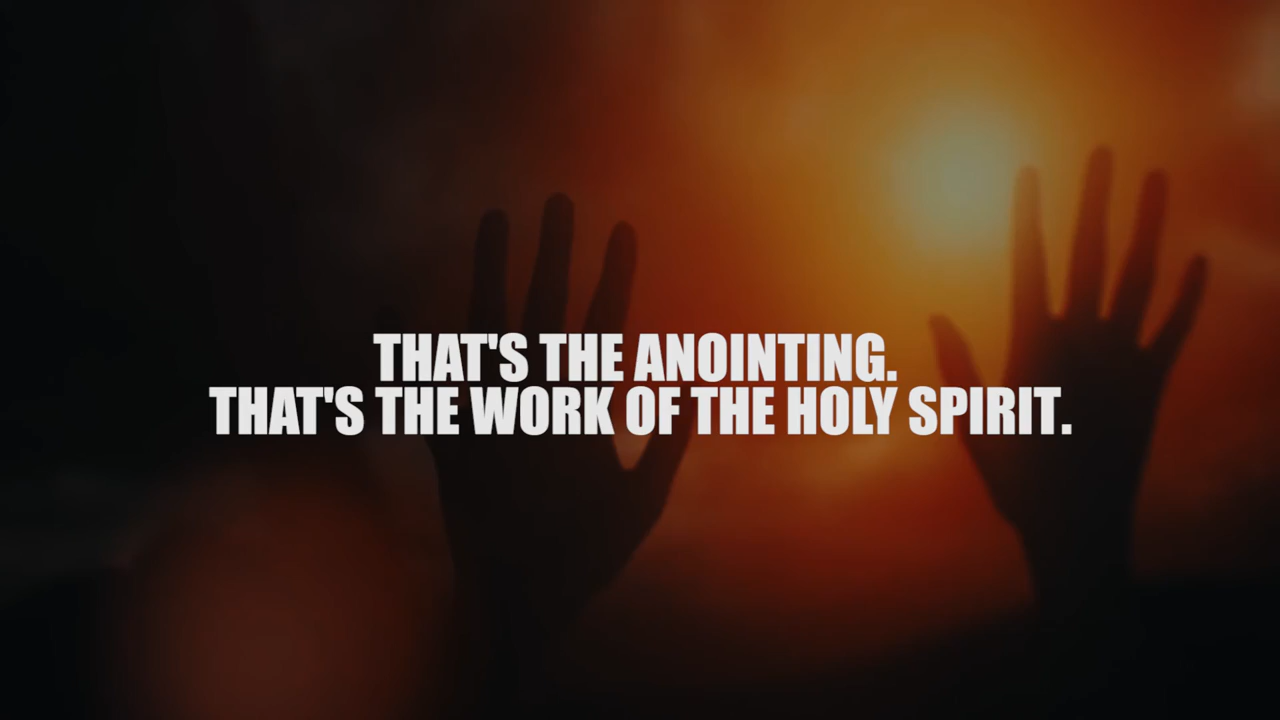 THAT'S THE ANOINTING.
THAT'S THE WORK OF THE HOLY SPIRIT.